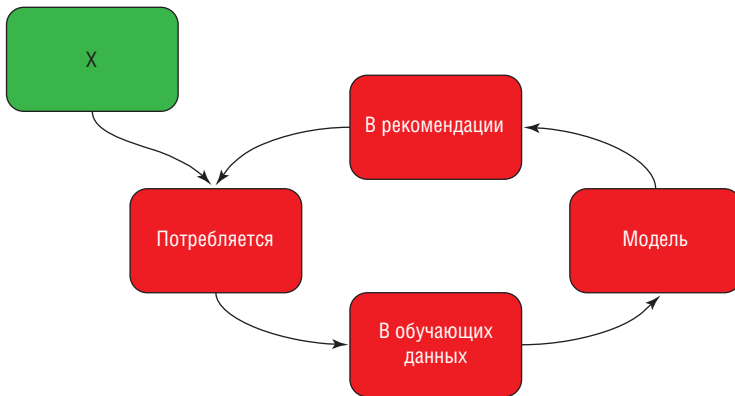 X
В рекомендации
Потребляется
Модель
В обучающих
данных